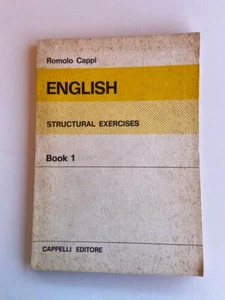 Romolo Cappi
ENGLISH
STRUCTURAL EXERCISES
Book 1
CAPPELLI EDITORE